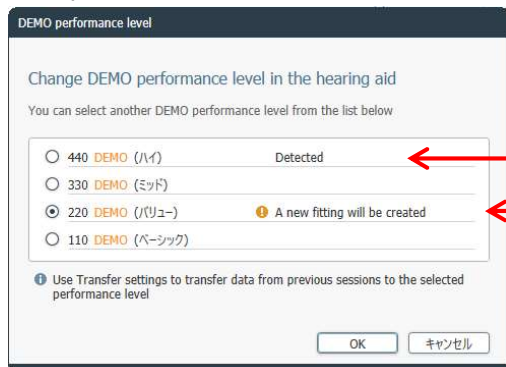 DEMO performance level
Change DEMO performance level in the hearing aid
You can select another DEMO performance level from the list below
440 DEMO (ハイ) Detected
330 DEMO (ミッド)
220 DEMO (バリュー) A new fitting will be created
110 DEMO (ベーシック)
Use Transfer settings to transfer data from previous sessions to the selected
performance level
OK キャンセル